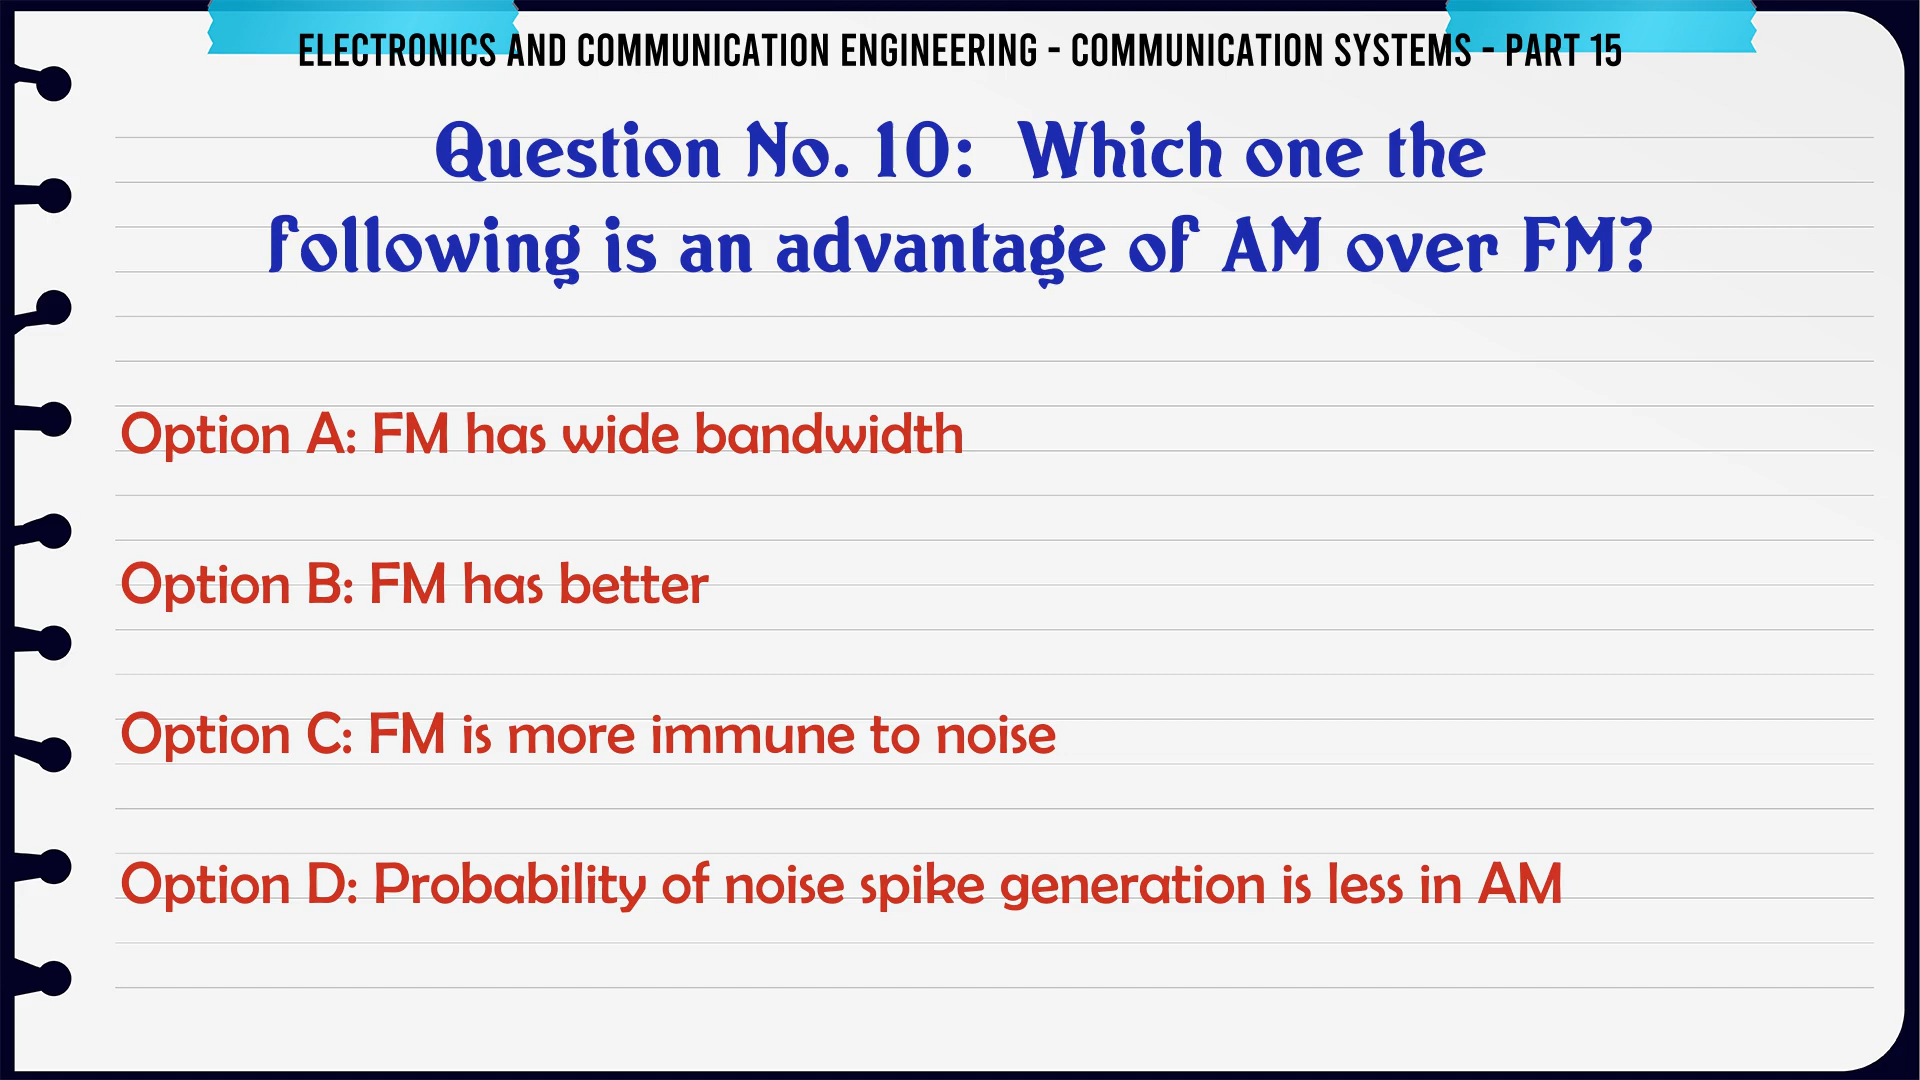 ELECTRONICS AND COMMUNICATION ENGINEERING - COMMUNICATION SYSTEMS - PART 15
Question No. 10: Which one the
following is an advantage of AM over FM?
Option A: FM has wide bandwidth
Option B: FM has better
Option C: FM is more immune to noise
Option D: Probability of noise spike generation is less in AM